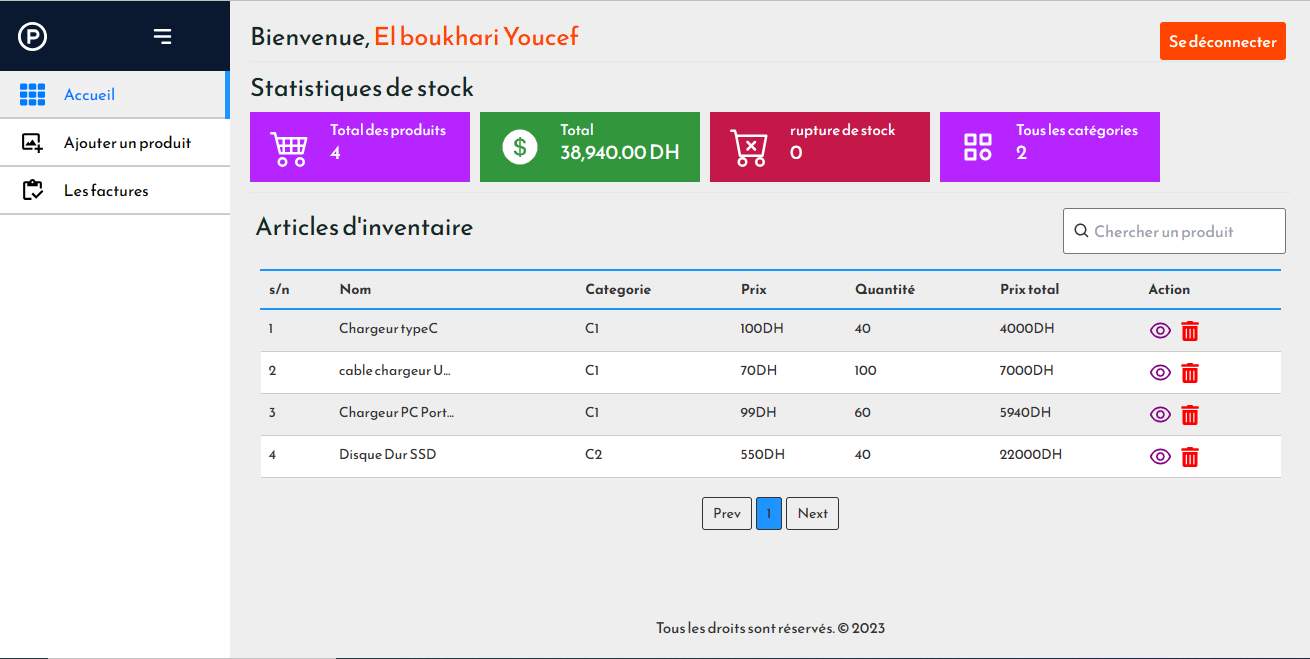 P
Bienvenue, El boukhari Youcef
Se déconnecter
Accueil
Ajouter un produit
Les factures
Statistiques de stock
Total des produits
4
Total
38,940.00 DH
rupture de stock
0
Tous les catégories
2
Articles d'inventaire
Chercher un produit
s/n Nom Categorie Prix Quantité Prix total Action
1 Chargeur typeC C1 100DH 40 4000DH
2 cable chargeur U... C1 70DH 100 7000DH
3 Chargeur PC Port... C1 99DH 60 5940DH
4 Disque Dur SSD C2 550DH 40 22000DH
Prev 1 Next
Tous les droits sont réservés. © 2023